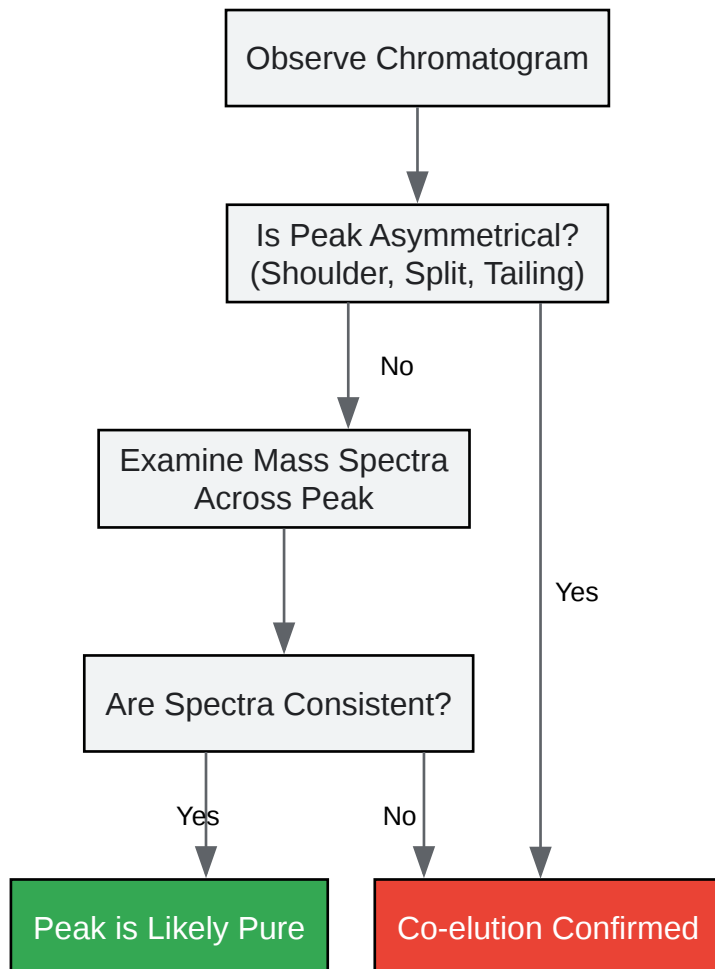 Observe Chromatogram
Is Peak Asymmetrical?
(Shoulder, Split, Tailing)
No
Examine Mass Spectra
Across Peak
Yes
Are Spectra Consistent?
Yes
No
Peak is Likely Pure
Co-elution Confirmed